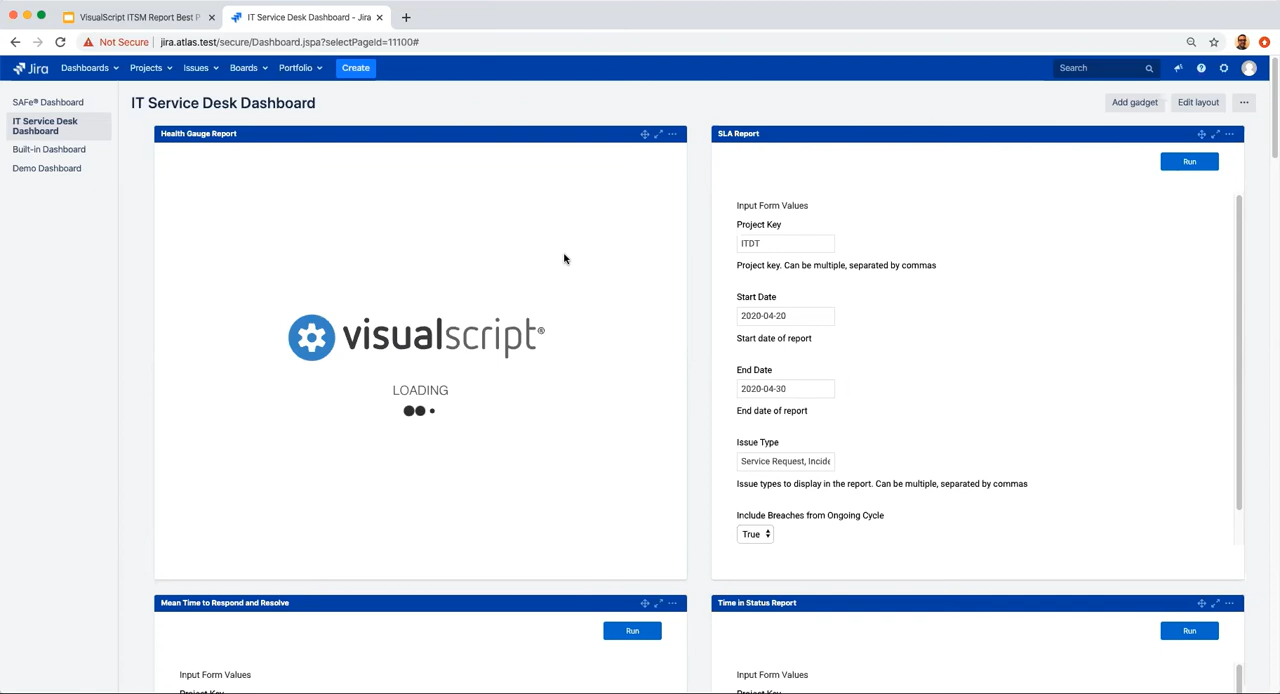 VisualScript ITSM Report Best P
IT Service Desk Dashboard - Jira
Not Secure
jira.atlas.test/secure/Dashboard.jspa?selectPageId=11100#
Jira
Dashboards
Projects
Issues
Boards
Portfolio
Create
Search
SAFe® Dashboard
IT Service Desk
Dashboard
Built-in Dashboard
Demo Dashboard
IT Service Desk Dashboard
Add gadget
Edit layout
Health Gauge Report
visualscript®
LOADING
SLA Report
Run
Input Form Values
Project Key
ITDT
Project key. Can be multiple, separated by commas
Start Date
2020-04-20
Start date of report
End Date
2020-04-30
End date of report
Issue Type
Service Request, Incide
Issue types to display in the report. Can be multiple, separated by commas
Include Breaches from Ongoing Cycle
True
Mean Time to Respond and Resolve
Run
Input Form Values
Project Key
Time in Status Report
Run
Input Form Values
Project Key